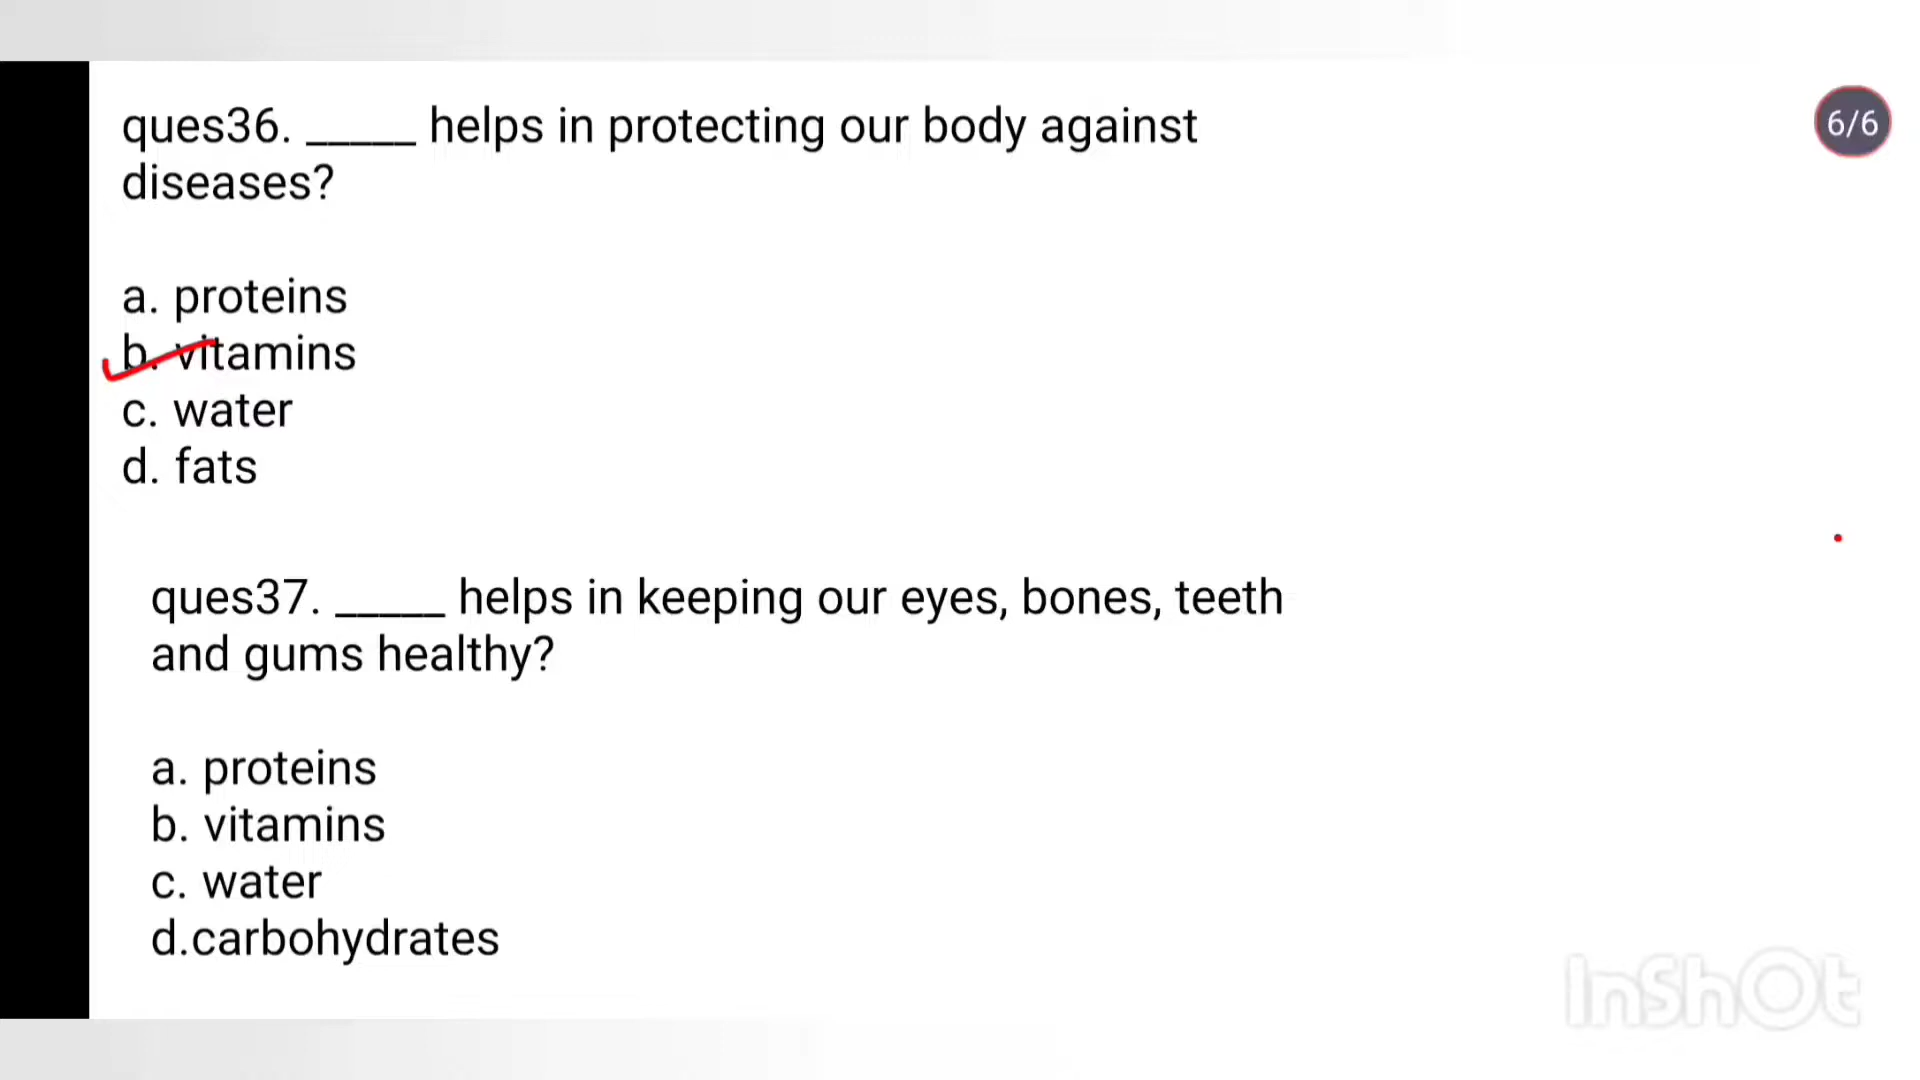 ques36. _____ helps in protecting our body against
diseases?
a. proteins
b. vitamins
c. water
d. fats
6/6
ques37. _____ helps in keeping our eyes, bones, teeth
and gums healthy?
a. proteins
b. vitamins
c. water
d.carbohydrates
InShOt